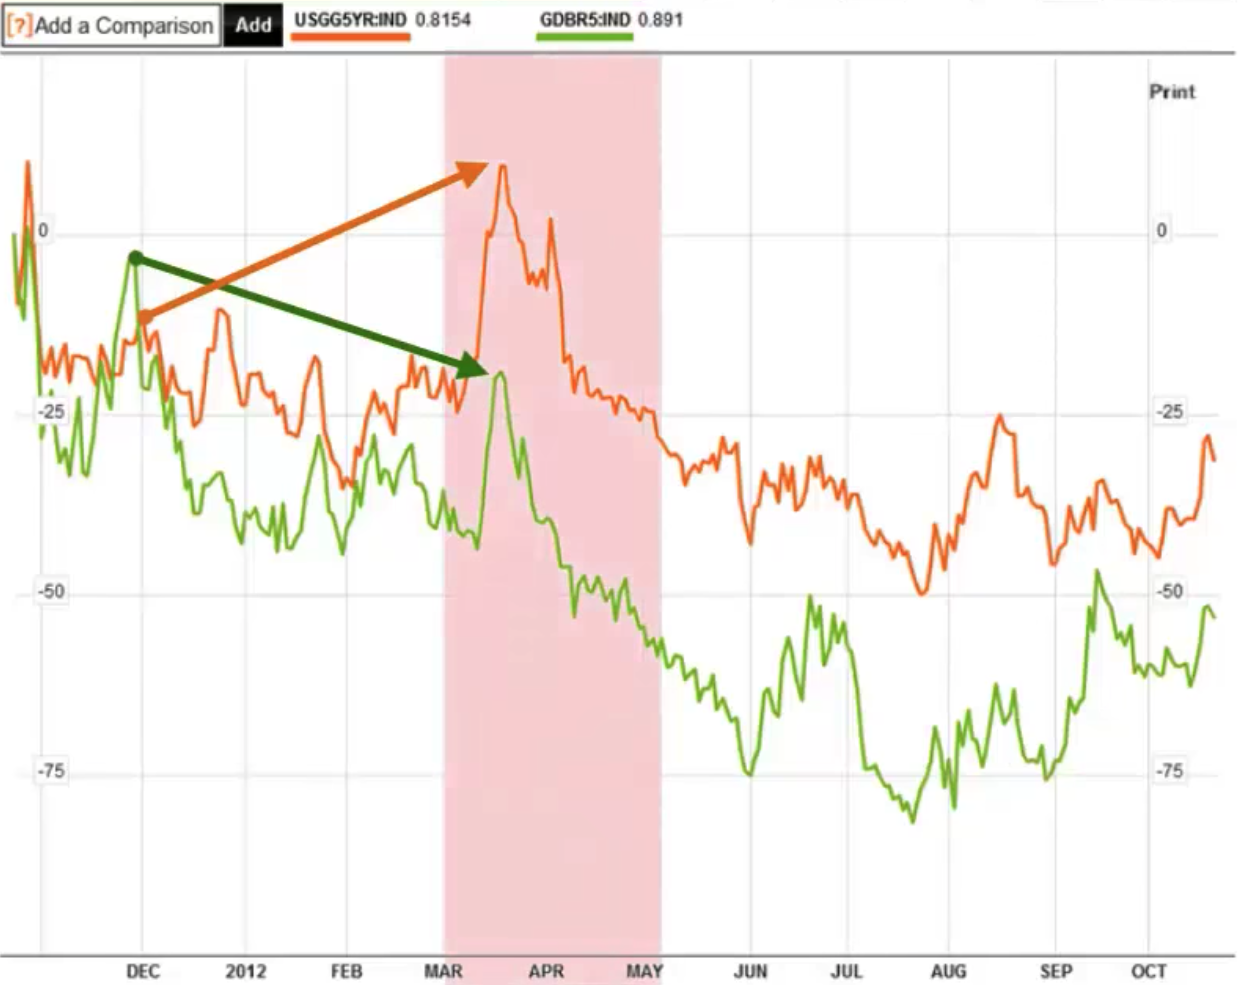 [?]Add a Comparison Add USGG5YR:IND 0.8154 GDBR5:IND 0.891
Print
0 0
-25 -25
-50 -50
-75 -75
DEC 2012 FEB MAR APR MAY JUN JUL AUG SEP OCT